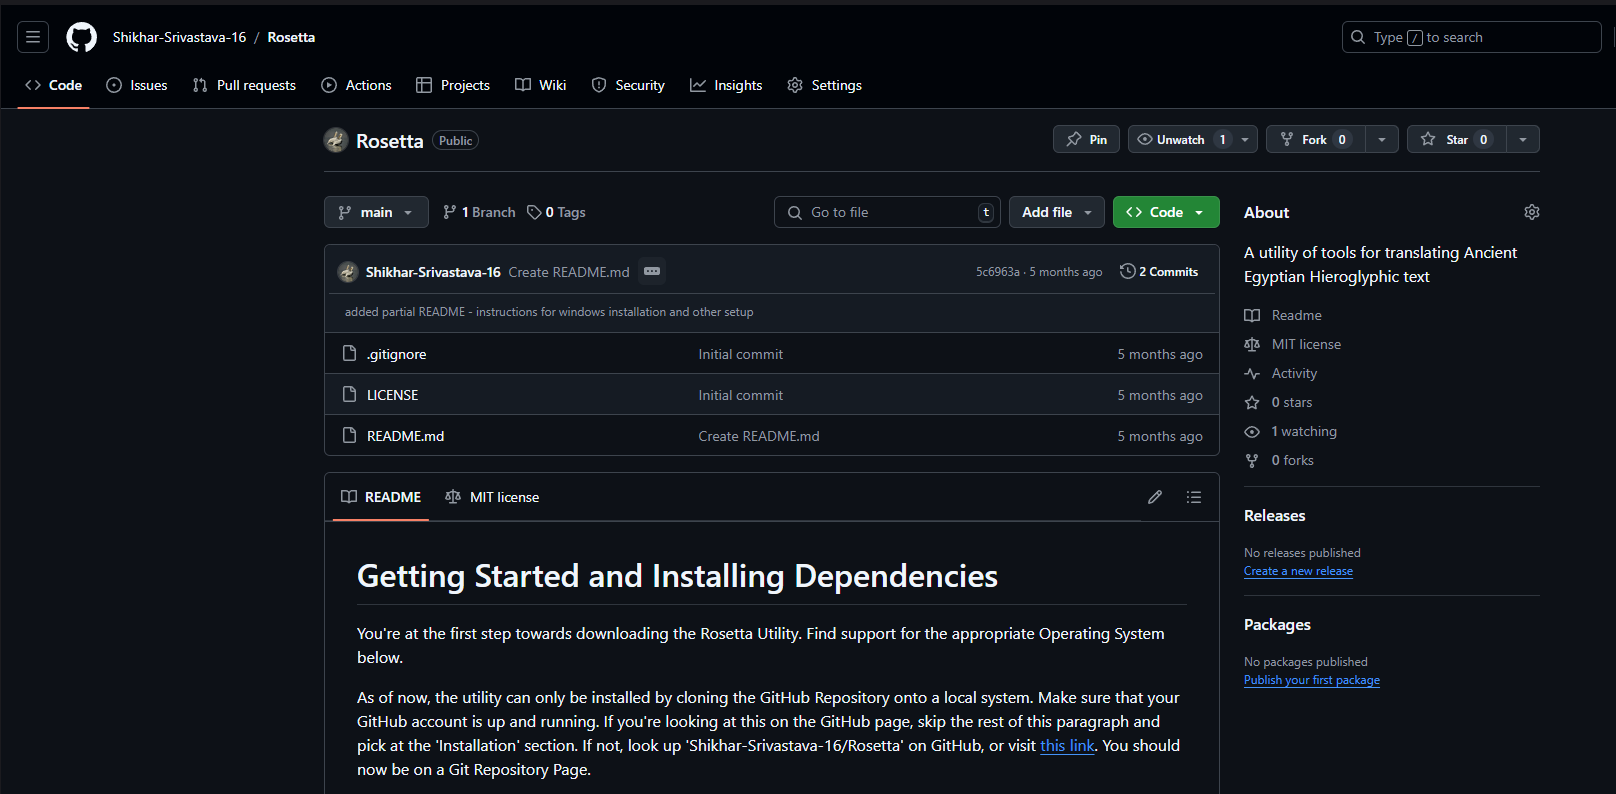 Shikhar-Srivastava-16 / Rosetta
Type / to search
Code Issues Pull requests Actions Projects Wiki Security Insights Settings
Rosetta Public
Pin Unwatch 1 Fork 0 Star 0
main 1 Branch 0 Tags
Go to file t Add file Code
Shikhar-Srivastava-16 Create README.md 5c6963a · 5 months ago 2 Commits
added partial README - instructions for windows installation and other setup
.gitignore Initial commit 5 months ago
LICENSE Initial commit 5 months ago
README.md Create README.md 5 months ago
README MIT license
Getting Started and Installing Dependencies
You're at the first step towards downloading the Rosetta Utility. Find support for the appropriate Operating System
below.
As of now, the utility can only be installed by cloning the GitHub Repository onto a local system. Make sure that your
GitHub account is up and running. If you're looking at this on the GitHub page, skip the rest of this paragraph and
pick at the 'Installation' section. If not, look up 'Shikhar-Srivastava-16/Rosetta' on GitHub, or visit this link. You should
now be on a Git Repository Page.
About
A utility of tools for translating Ancient
Egyptian Hieroglyphic text
Readme
MIT license
Activity
0 stars
1 watching
0 forks
Releases
No releases published
Create a new release
Packages
No packages published
Publish your first package